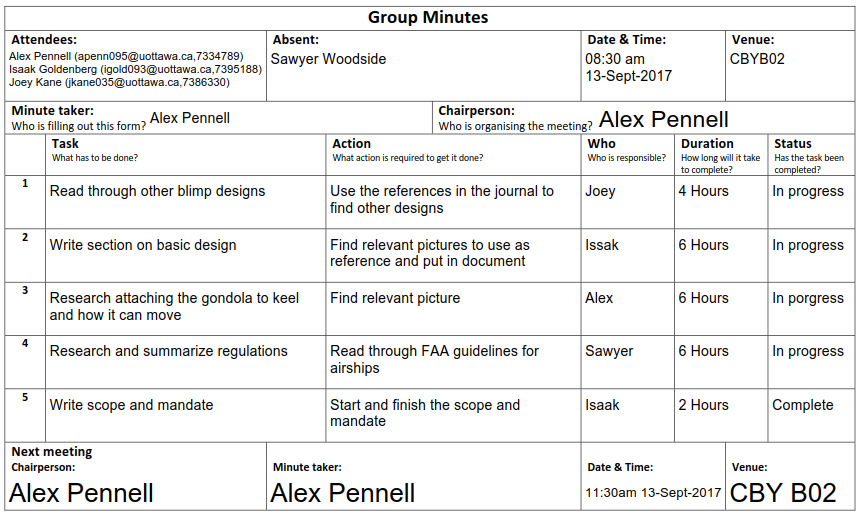 Group Minutes
Attendees:
Alex Pennell (apenn095@uottawa.ca,7334789)
Isaak Goldenberg (igold093@uottawa.ca,7395188)
Joey Kane (jkane035@uottawa.ca,7386330)
Absent:
Sawyer Woodside
Date & Time:
08:30 am
13-Sept-2017
Venue:
CBYB02
Minute taker:
Who is filling out this form? Alex Pennell
Chairperson:
Who is organising the meeting? Alex Pennell
Task
What has to be done?
Action
What action is required to get it done?
Who
Who is responsible?
Duration
How long will it take
to complete?
Status
Has the task been
completed?
1
Read through other blimp designs
Use the references in the journal to
find other designs
Joey
4 Hours
In progress
2
Write section on basic design
Find relevant pictures to use as
reference and put in document
Issak
6 Hours
In progress
3
Research attaching the gondola to keel
and how it can move
Find relevant picture
Alex
6 Hours
In porgress
4
Research and summarize regulations
Read through FAA guidelines for
airships
Sawyer
6 Hours
In progress
5
Write scope and mandate
Start and finish the scope and
mandate
Isaak
2 Hours
Complete
Next meeting
Chairperson:
Alex Pennell
Minute taker:
Alex Pennell
Date & Time:
11:30am 13-Sept-2017
Venue:
CBY B02